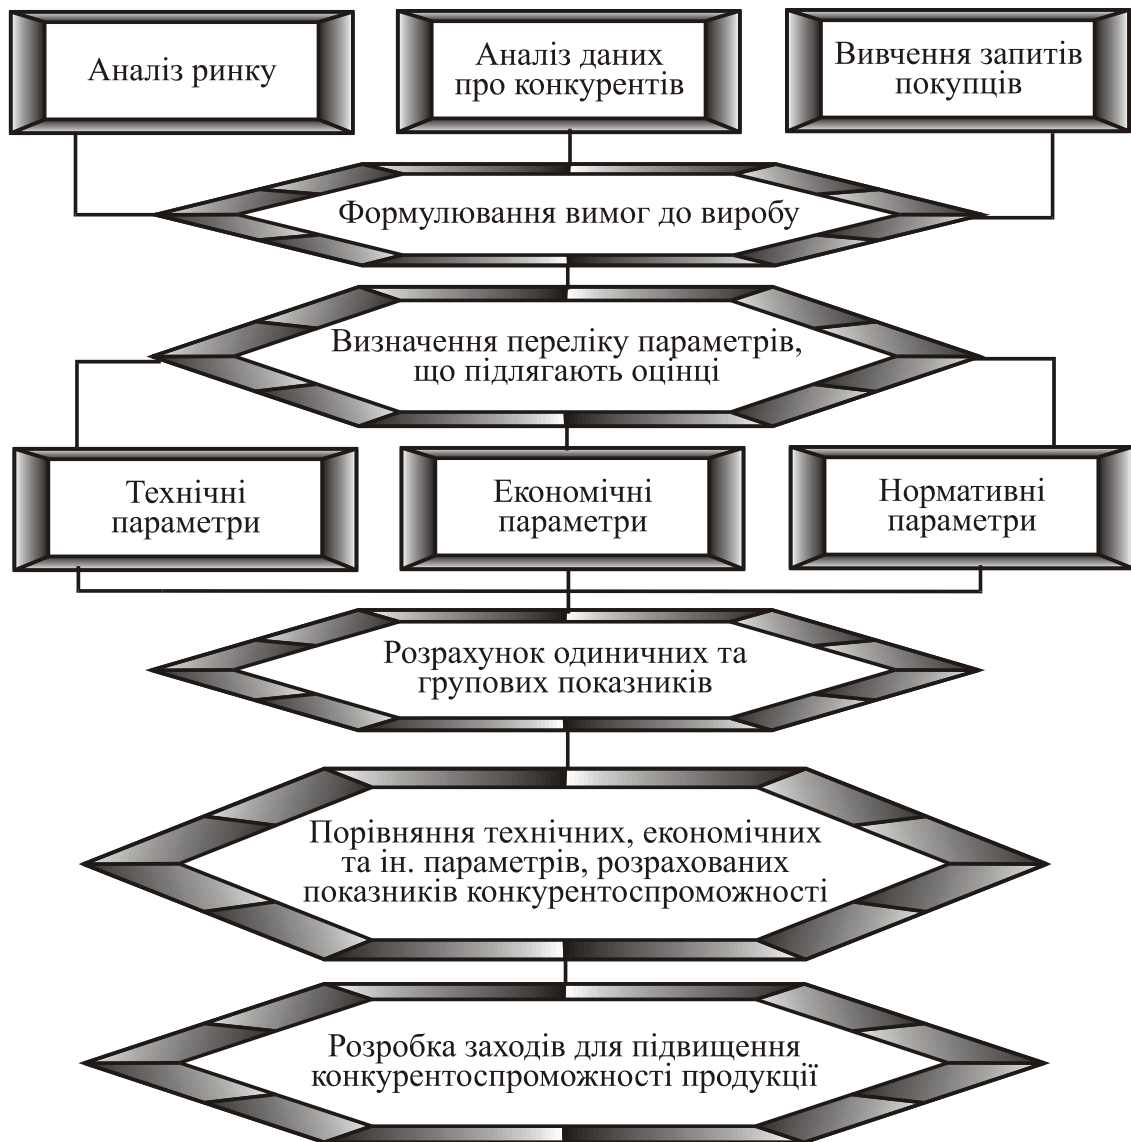 Аналіз ринку
Аналіз даних
про конкурентів
Вивчення запитів
покупців
Формулювання вимог до виробу
Визначення переліку параметрів,
що підлягають оцінці
Технічні
параметри
Економічні
параметри
Нормативні
параметри
Розрахунок одиничних та
групових показників
Порівняння технічних, економічних
та ін. параметрів, розрахованих
показників конкурентоспроможності
Розробка заходів для підвищення
конкурентоспроможності продукції